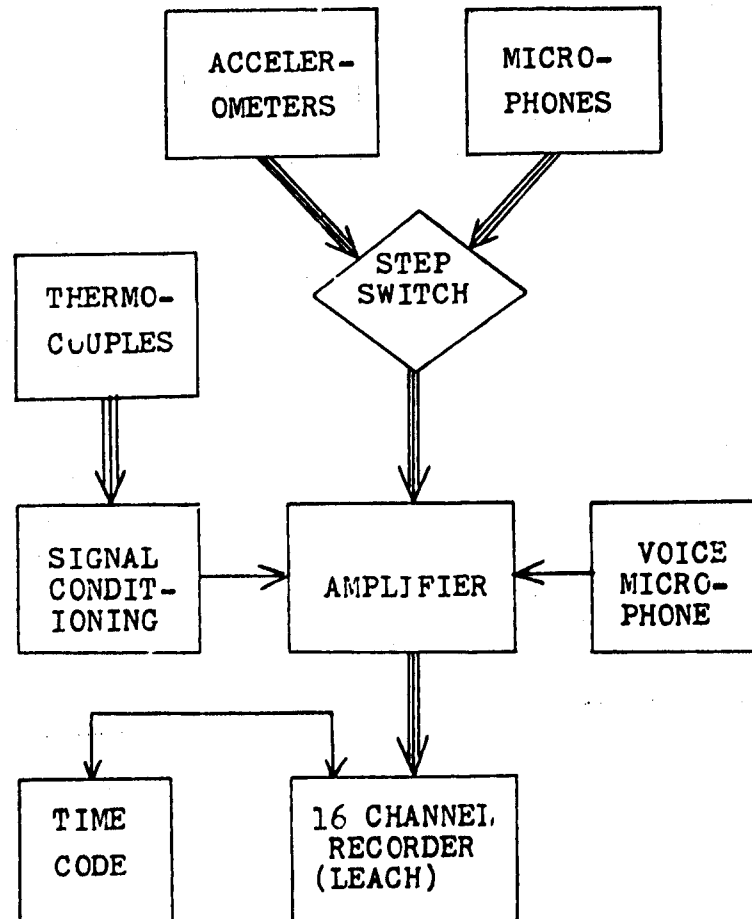 ACCELER-
OMETERS
MICRO-
PHONES
STEP
SWITCH
THERMO-
COUPLES
SIGNAL
CONDIT-
IONING
AMPLIFIER
VOICE
MICRO-
PHONE
TIME
CODE
16 CHANNEL
RECORDER
(LEACH)